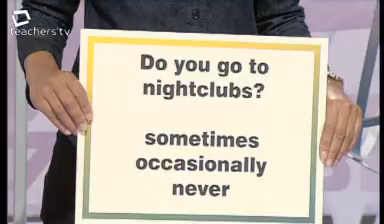 teachers'tv
Do you go to
nightclubs?
sometimes
occasionally
never